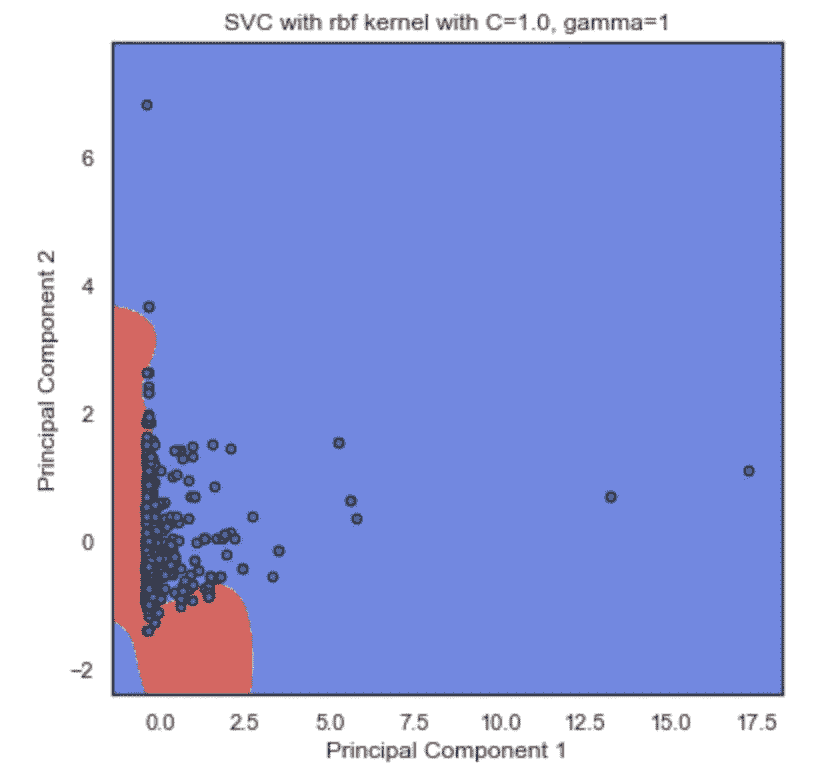 SVC with rbf kernel with C=1.0, gamma=1
Principal Component 2
6
4
2
0
−2
0.0 2.5 5.0 7.5 10.0 12.5 15.0 17.5
Principal Component 1